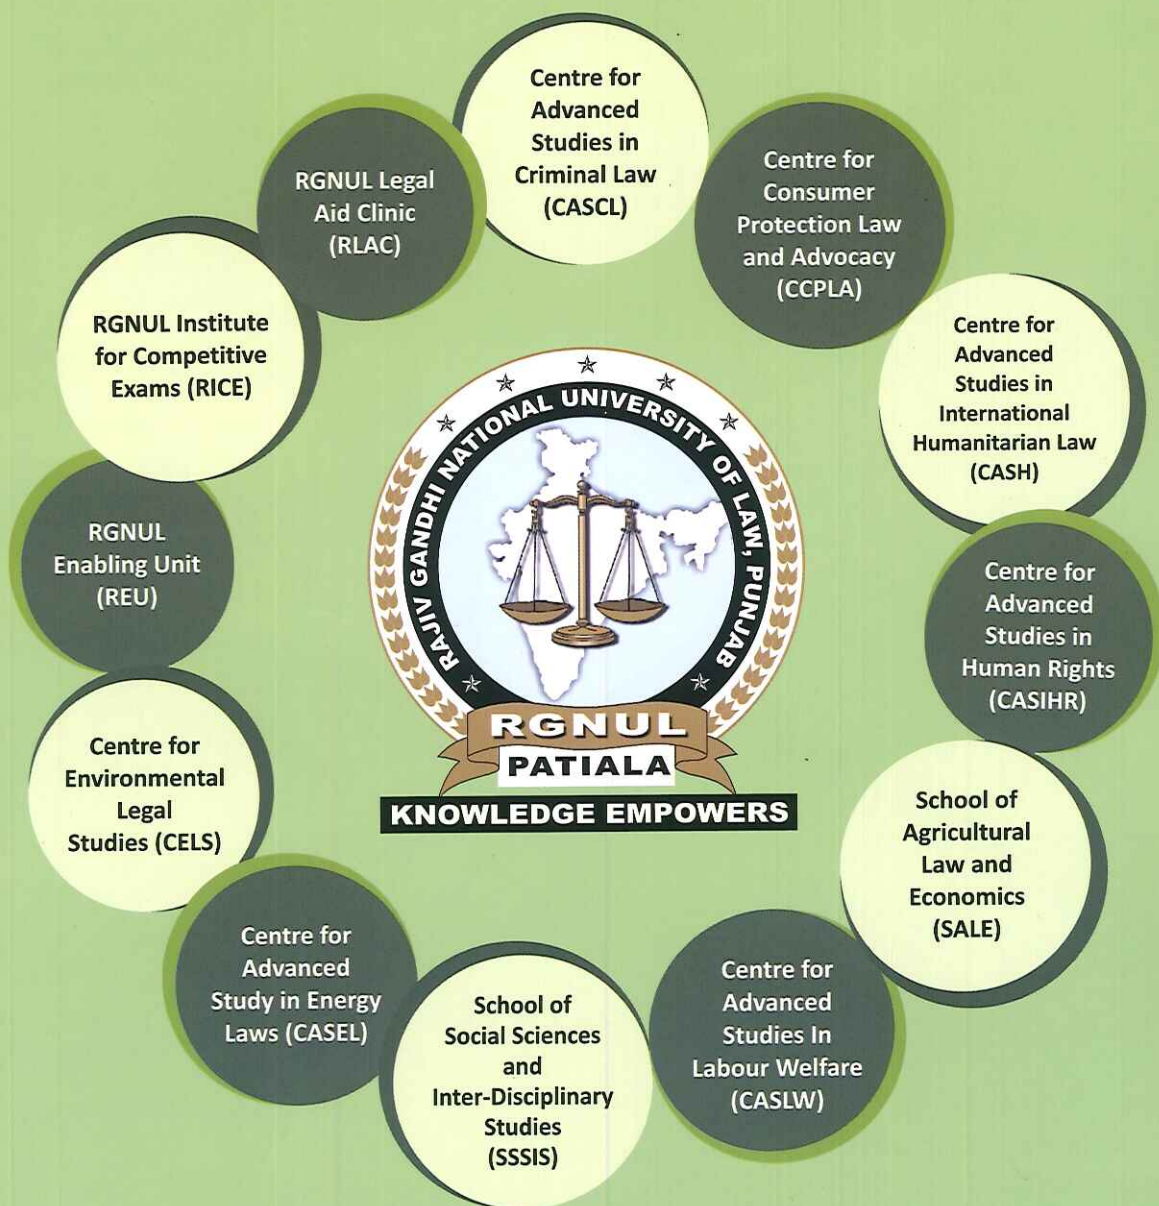 Centre for
Advanced
Studies in
Criminal Law
(CASCL)
Centre for
Consumer
Protection Law
and Advocacy
(CCPLA)
Centre for
Advanced
Studies in
International
Humanitarian Law
(CASH)
Centre for
Advanced
Studies in
Human Rights
(CASIHR)
School of
Agricultural
Law and
Economics
(SALE)
Centre for
Advanced
Studies In
Labour Welfare
(CASLW)
School of
Social Sciences
and
Inter-Disciplinary
Studies
(SSSIS)
Centre for
Advanced
Study in Energy
Laws (CASEL)
Centre for
Environmental
Legal
Studies (CELS)
RGNUL
Enabling Unit
(REU)
RGNUL Institute
for Competitive
Exams (RICE)
RGNUL Legal
Aid Clinic
(RLAC)
RAJIV GANDHI NATIONAL UNIVERSITY OF LAW, PUNJAB
RGNUL
PATIALA
KNOWLEDGE EMPOWERS